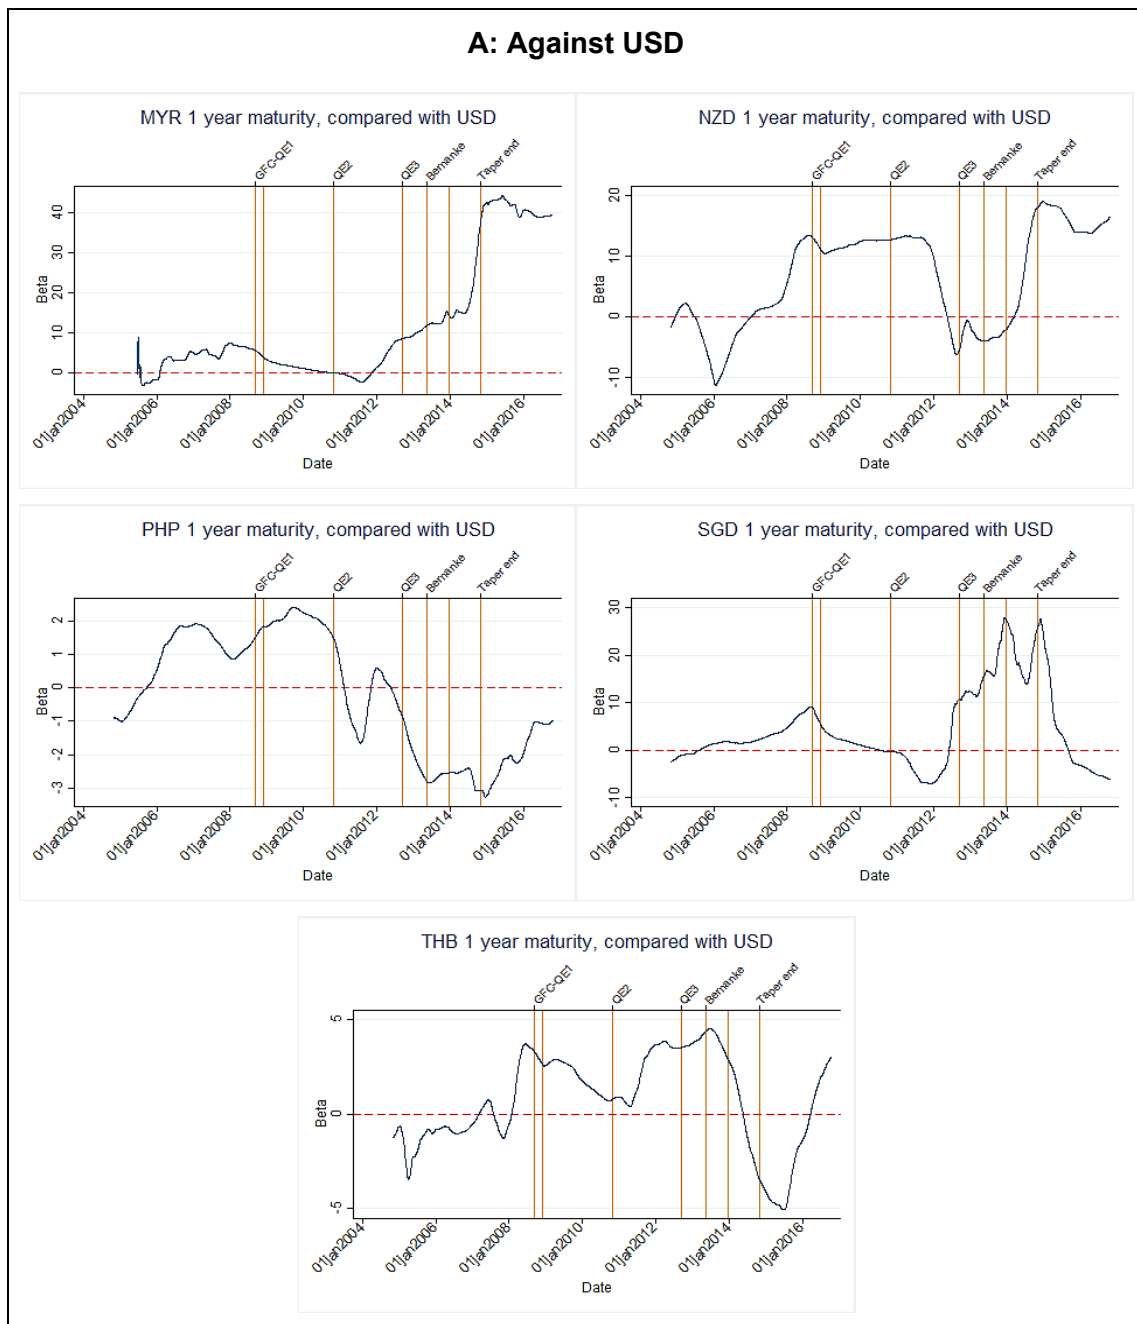 A: Against USD
MYR 1 year maturity, compared with USD
GFC-QE1
QE2
QE3
Bernanke
Taper end
Beta
40
30
20
10
0
01jan2004
01jan2006
01jan2008
01jan2010
01jan2012
01jan2014
01jan2016
Date
NZD 1 year maturity, compared with USD
GFC-QE1
QE2
QE3
Bernanke
Taper end
Beta
20
10
0
-10
01jan2004
01jan2006
01jan2008
01jan2010
01jan2012
01jan2014
01jan2016
Date
PHP 1 year maturity, compared with USD
GFC-QE1
QE2
QE3
Bernanke
Taper end
Beta
2
1
0
-1
-2
-3
01jan2004
01jan2006
01jan2008
01jan2010
01jan2012
01jan2014
01jan2016
Date
SGD 1 year maturity, compared with USD
GFC-QE1
QE2
QE3
Bernanke
Taper end
Beta
30
20
10
0
-10
01jan2004
01jan2006
01jan2008
01jan2010
01jan2012
01jan2014
01jan2016
Date
THB 1 year maturity, compared with USD
GFC-QE1
QE2
QE3
Bernanke
Taper end
Beta
5
0
-5
01jan2004
01jan2006
01jan2008
01jan2010
01jan2012
01jan2014
01jan2016
Date